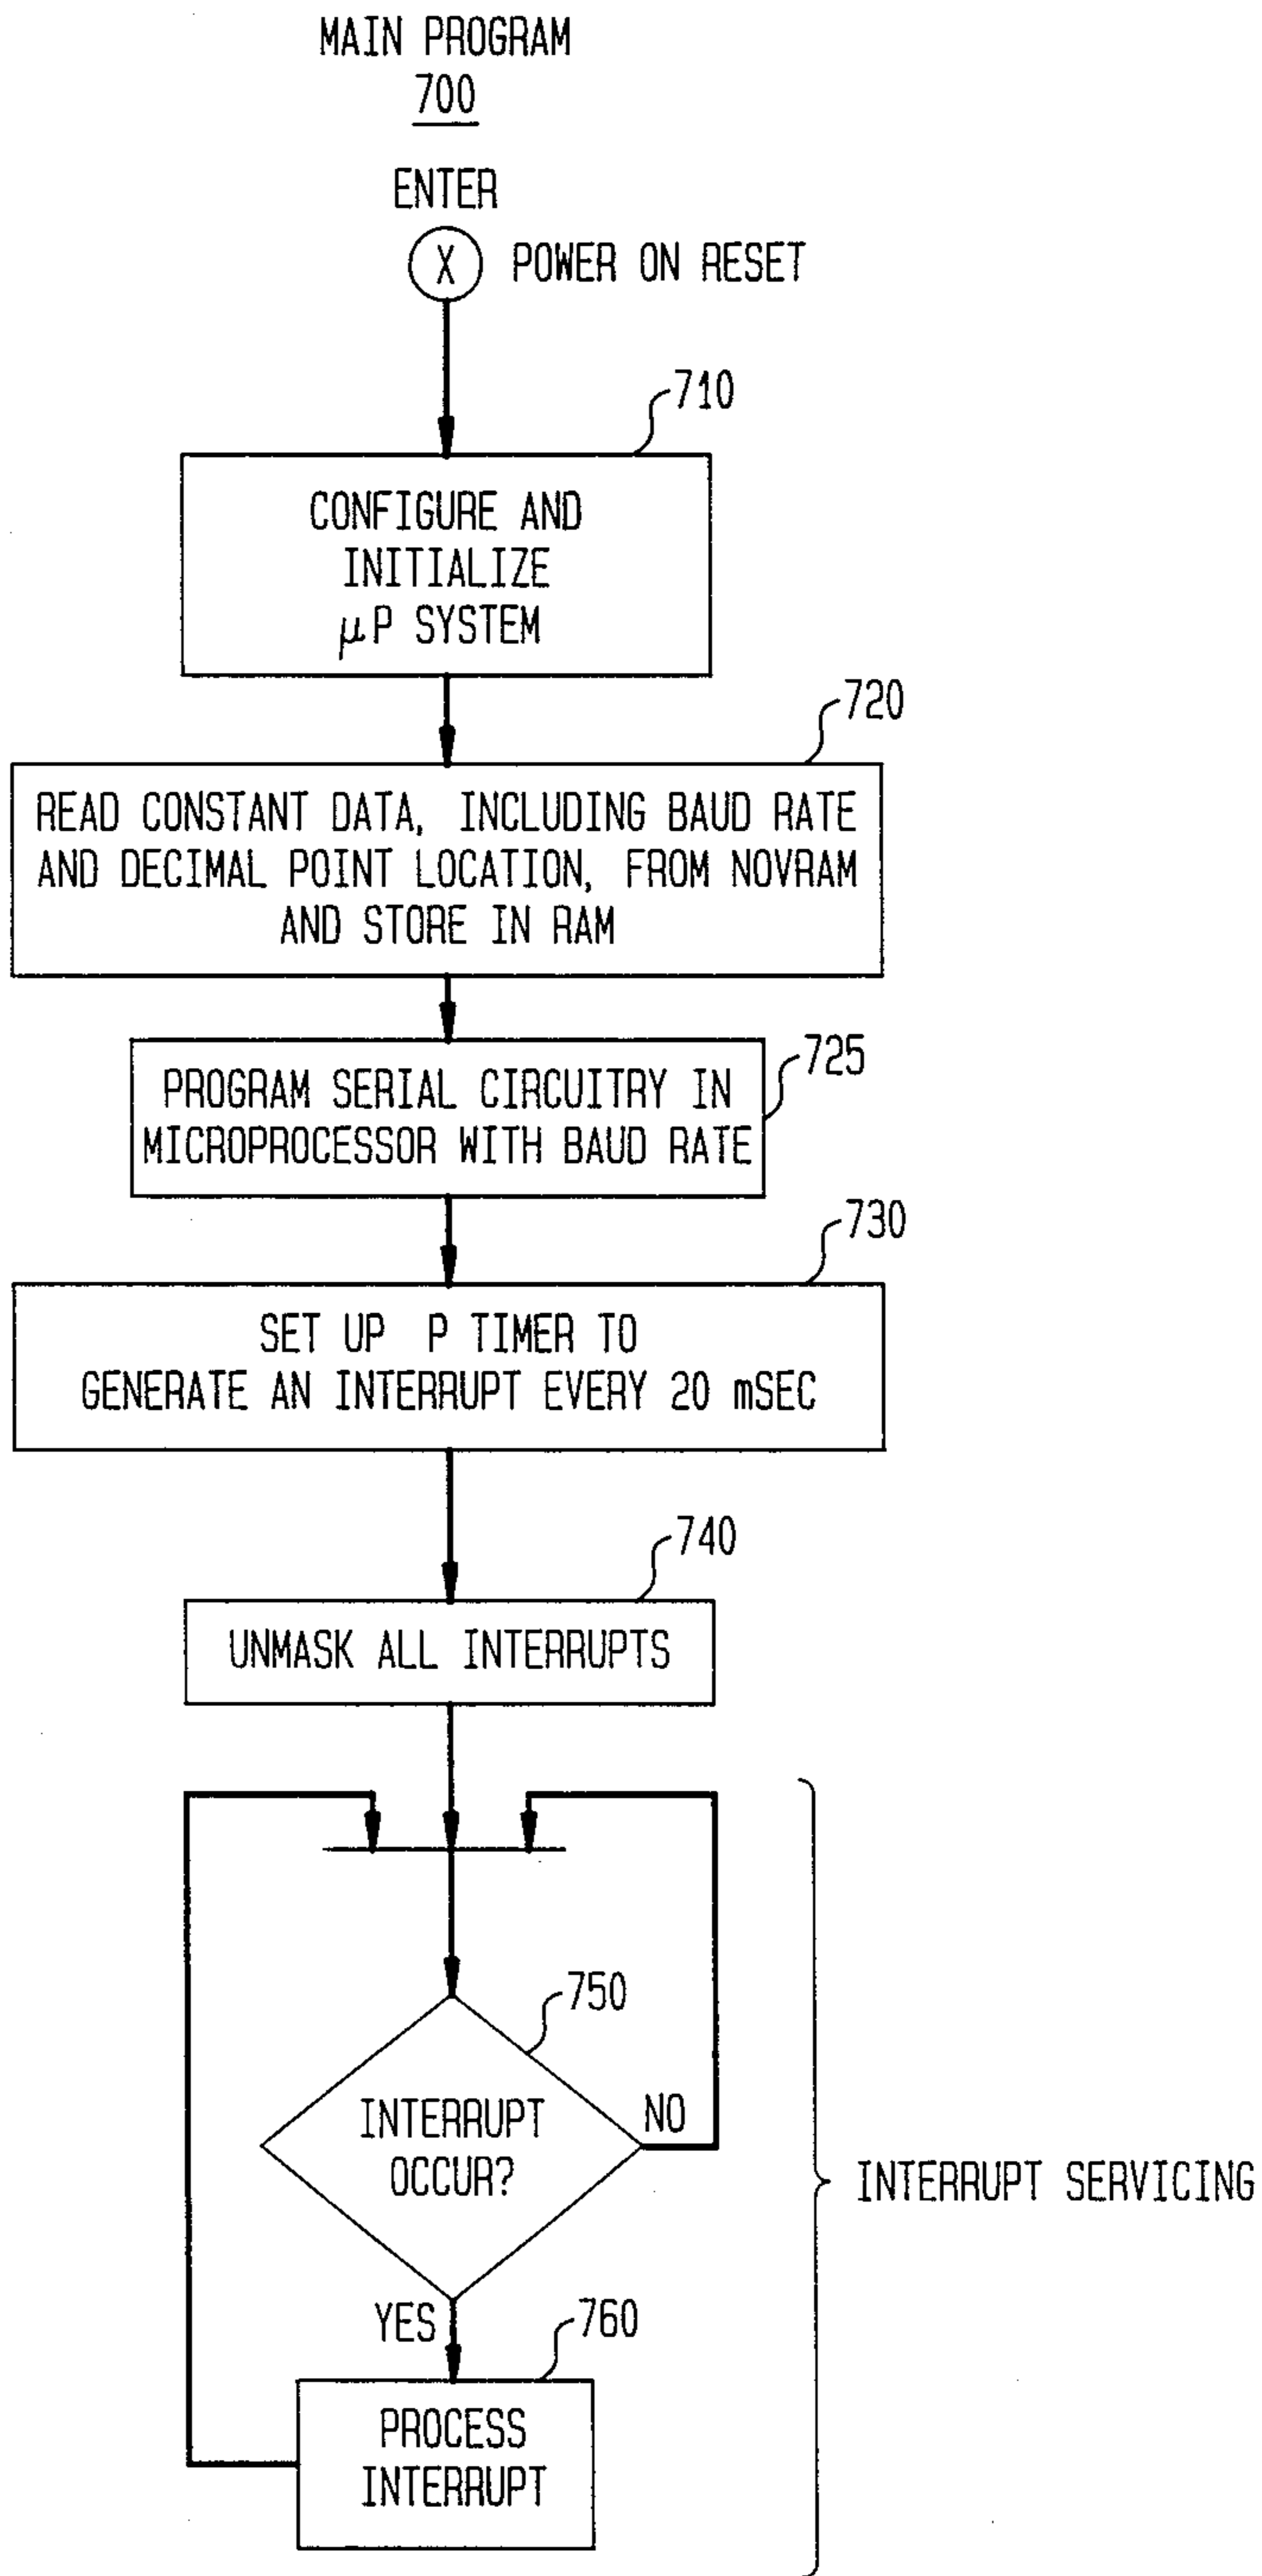 MAIN PROGRAM
700
ENTER
X POWER ON RESET
710
CONFIGURE AND
INITIALIZE
μP SYSTEM
720
READ CONSTANT DATA, INCLUDING BAUD RATE
AND DECIMAL POINT LOCATION, FROM NOVRAM
AND STORE IN RAM
725
PROGRAM SERIAL CIRCUITRY IN
MICROPROCESSOR WITH BAUD RATE
730
SET UP P TIMER TO
GENERATE AN INTERRUPT EVERY 20 mSEC
740
UNMASK ALL INTERRUPTS
750
INTERRUPT
OCCUR?
NO
INTERRUPT SERVICING
YES
760
PROCESS
INTERRUPT